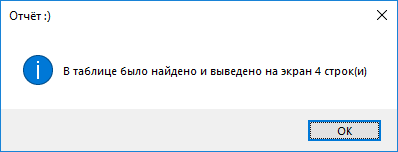 Отчёт :)
В таблице было найдено и выведено на экран 4 строк(и)
OK